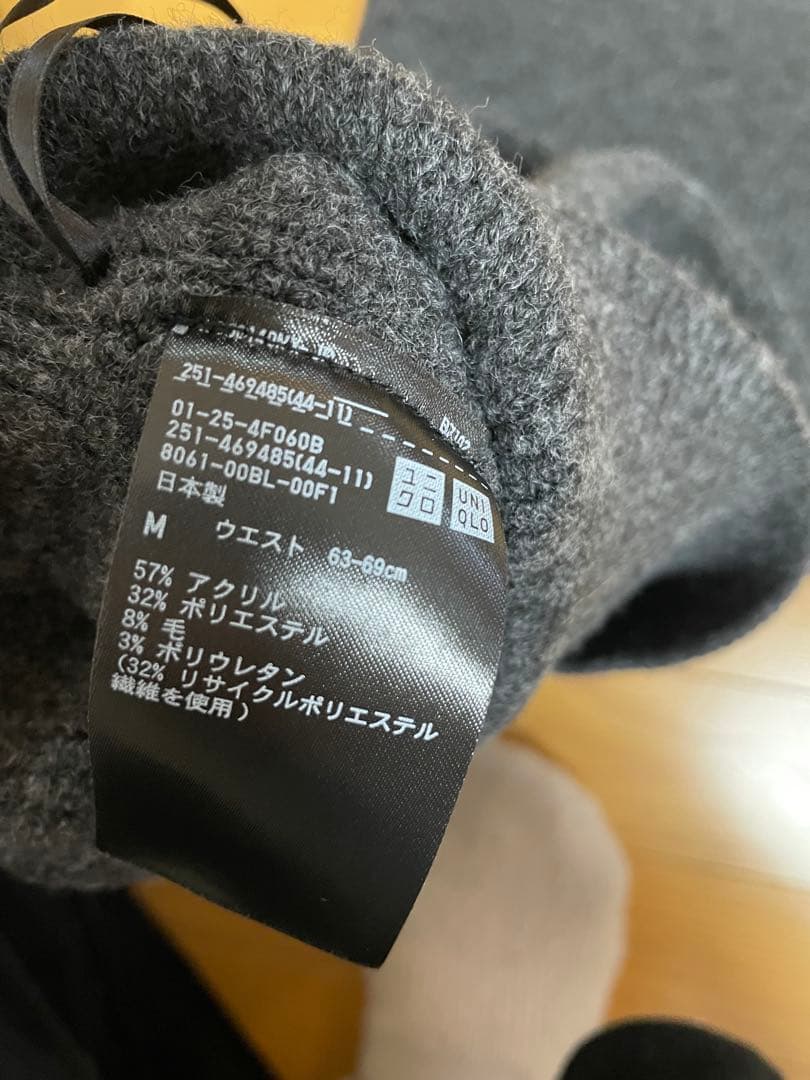 251-469485(44-11)
01-25-4F060B
251-469485(44-11)
8061-00BL-00F1
日本製
ユニ
クロ
UNI
QLO
M ウエスト 63-69cm
57% アクリル
32% ポリエステル
8% 毛
3% ポリウレタン
(32% リサイクルポリエステル
繊維を使用)